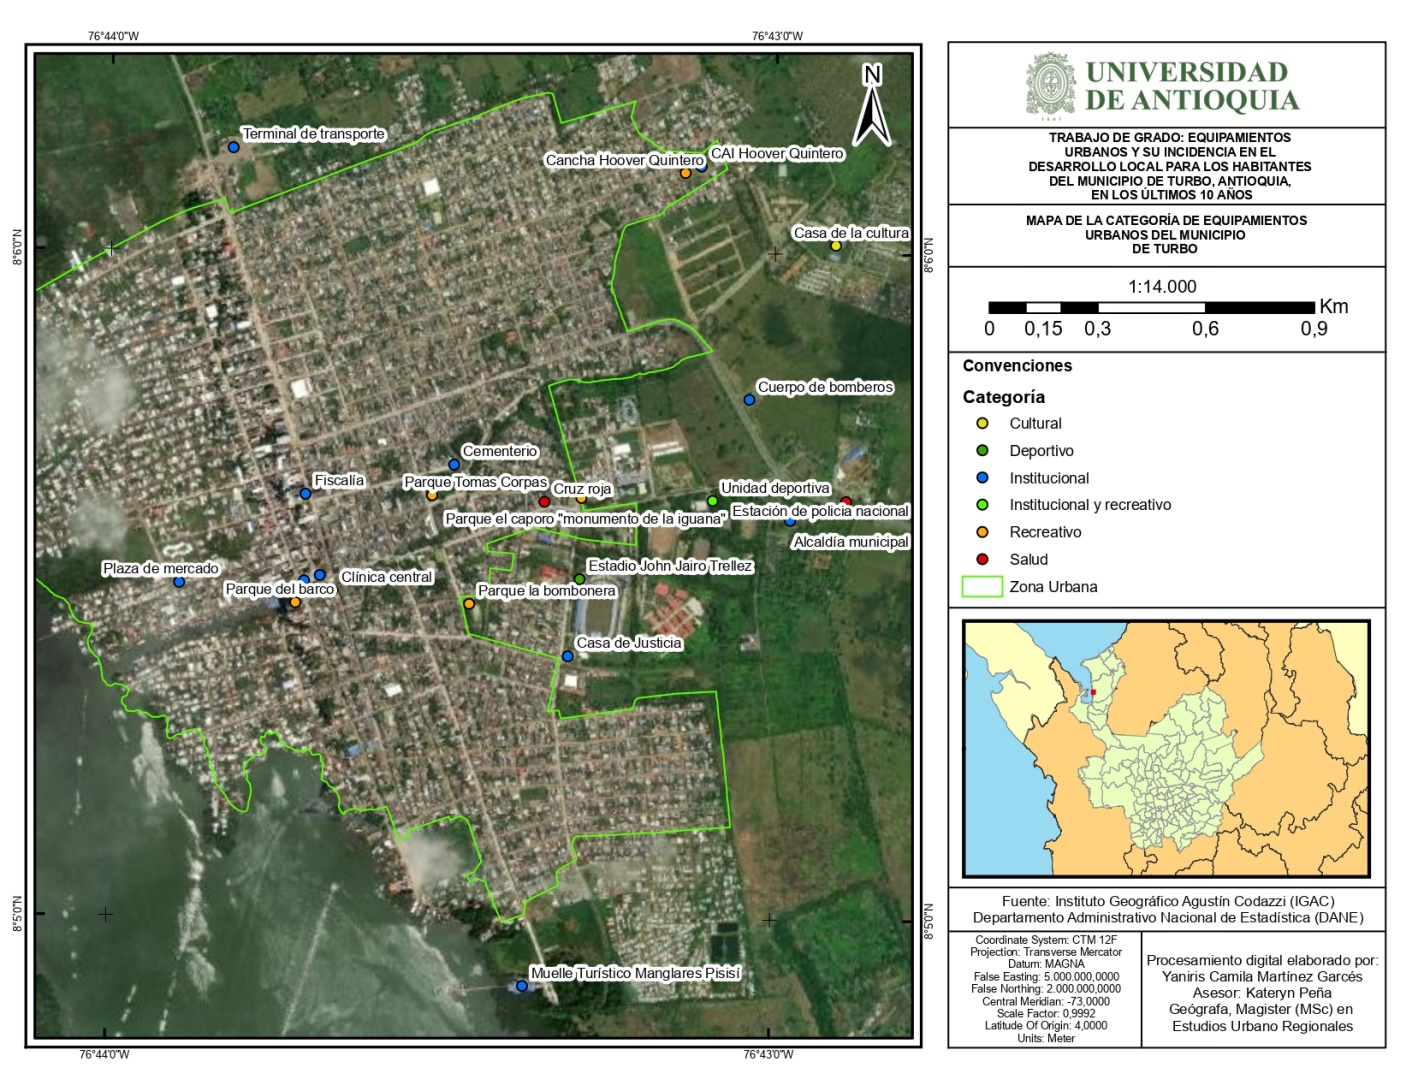 76°44'0"W
76°43'0"W
8°6'0"N
8°6'0"N
8°5'0"N
8°5'0"N
76°44'0"W
76°43'0"W
N
Terminal de transporte
Cancha Hoover Quintero
CAI Hoover Quintero
Casa de la cultura
Cuerpo de bomberos
Cementerio
Fiscalía
Parque Tomas Corpas
Cruz roja
Unidad deportiva
Parque el caporo "monumento de la iguana"
Estación de policia nacional
Alcaldía municipal
Plaza de mercado
Clínica central
Parque del barco
Estadio John Jairo Trellez
Parque la bombonera
Casa de Justicia
Muelle Turístico Manglares Pisisí
UNIVERSIDAD
DE ANTIOQUIA
1803
TRABAJO DE GRADO: EQUIPAMIENTOS
URBANOS Y SU INCIDENCIA EN EL
DESARROLLO LOCAL PARA LOS HABITANTES
DEL MUNICIPIO DE TURBO, ANTIOQUIA,
EN LOS ÚLTIMOS 10 AÑOS
MAPA DE LA CATEGORÍA DE EQUIPAMIENTOS
URBANOS DEL MUNICIPIO
DE TURBO
1:14.000
Km
0 0,15 0,3 0,6 0,9
Convenciones
Categoría
Cultural
Deportivo
Institucional
Institucional y recreativo
Recreativo
Salud
Zona Urbana
Fuente: Instituto Geográfico Agustín Codazzi (IGAC)
Departamento Administrativo Nacional de Estadística (DANE)
Coordinate System: CTM 12F
Projection: Transverse Mercator
Datum: MAGNA
False Easting: 5.000.000,0000
False Northing: 2.000.000,0000
Central Meridian: -73,0000
Scale Factor: 0,9992
Latitude Of Origin: 4,0000
Units: Meter
Procesamiento digital elaborado por:
Yaniris Camila Martínez Garcés
Asesor: Kateryn Peña
Geógrafa, Magister (MSc) en
Estudios Urbano Regionales